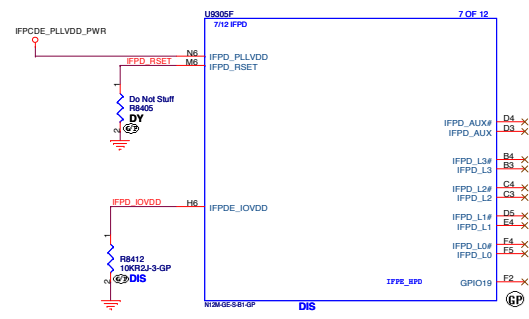 U9305F
7 OF 12
7/12 IFPD
IFPCDE_PLLVDD_PWR
N6
IFPD_PLLVDD
IFPD_RSET
M6
IFPD_RSET
1
Do Not Stuff
R8405
DY
GP
2
IFPD_AUX#
D4
IFPD_AUX
D3
IFPD_L3#
B4
IFPD_L3
B3
IFPD_L2#
C4
IFPD_L2
C3
IFPD_IOVDD
H6
IFPDE_IOVDD
IFPD_L1#
D5
IFPD_L1
E4
IFPD_L0#
F4
IFPD_L0
F5
1
R8412
10KR2J-3-GP
GP
DIS
2
IFPE_HPD
GPIO19
F2
N12M-GE-S-B1-GP
DIS
GP